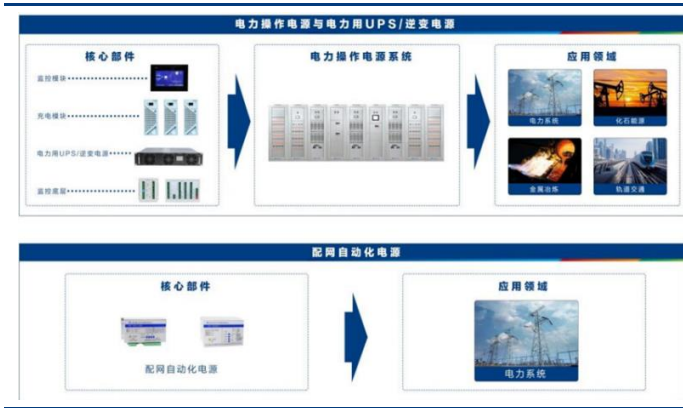 电力操作电源与电力用UPS/逆变电源
核心部件
监控模块
充电模块
电力用UPS/逆变电源
监控底层
电力操作电源系统
应用领域
电力系统
化石能源
金属冶炼
轨道交通
配网自动化电源
核心部件
配网自动化电源
应用领域
电力系统